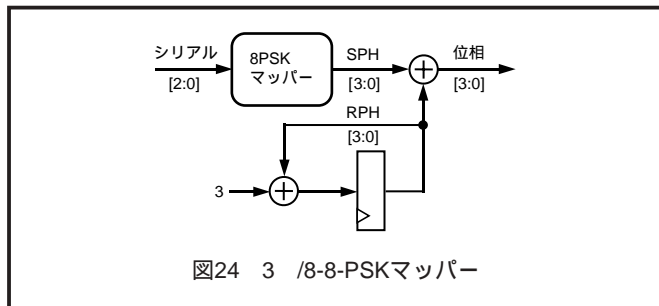 シリアル
[2:0]
8PSK
マッパー
SPH
[3:0]
位相
[3:0]
RPH
[3:0]
3
図24 3 /8-8-PSKマッパー